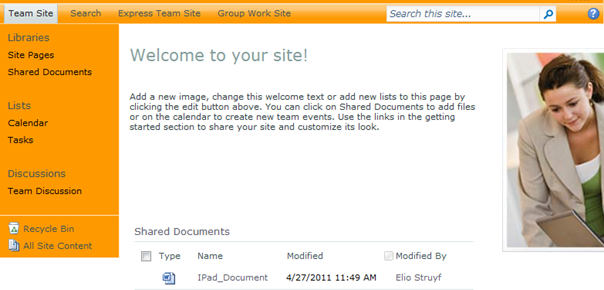 Team Site Search Express Team Site Group Work Site Search this site...
Libraries
Site Pages
Shared Documents
Lists
Calendar
Tasks
Discussions
Team Discussion
Recycle Bin
All Site Content
Welcome to your site!
Add a new image, change this welcome text or add new lists to this page by
clicking the edit button above. You can click on Shared Documents to add files
or on the calendar to create new team events. Use the links in the getting
started section to share your site and customize its look.
Shared Documents
Type Name Modified Modified By
IPad_Document 4/27/2011 11:49 AM Elio Struyf